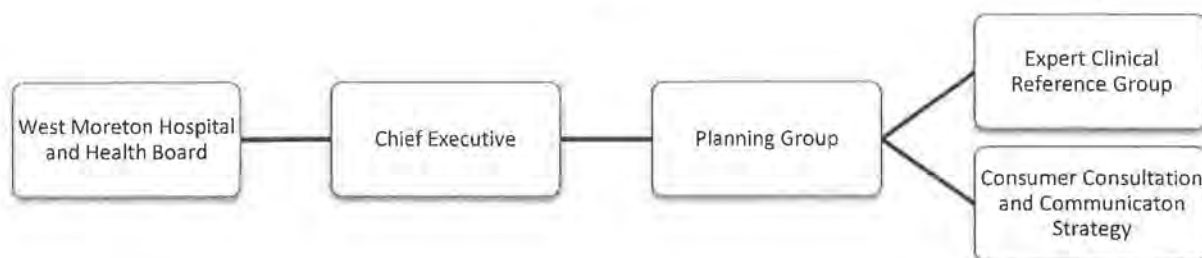 West Moreton Hospital
and Health Board
Chief Executive
Planning Group
Expert Clinical
Reference Group
Consumer Consultation
and Communicaton
Strategy